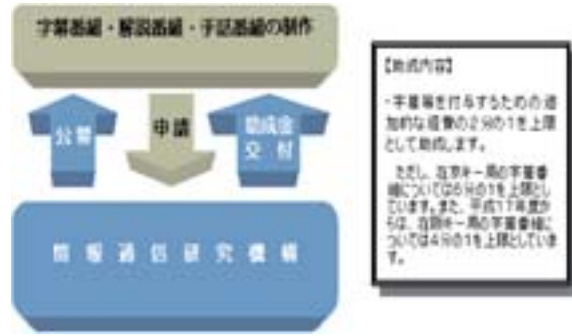 字幕番組・解説番組・手話番組の制作
公募
申請
助成金
交付
情報通信研究機構
【助成内容】
・字幕等を付与するための追
加的な経費の2分の1を上限
として助成します。
ただし、在京キー局の字幕番
組については6分の1を上限とし
ています。また、平成17年度か
らは、在阪キー局の字幕番組に
ついては4分の1を上限としていま
す。